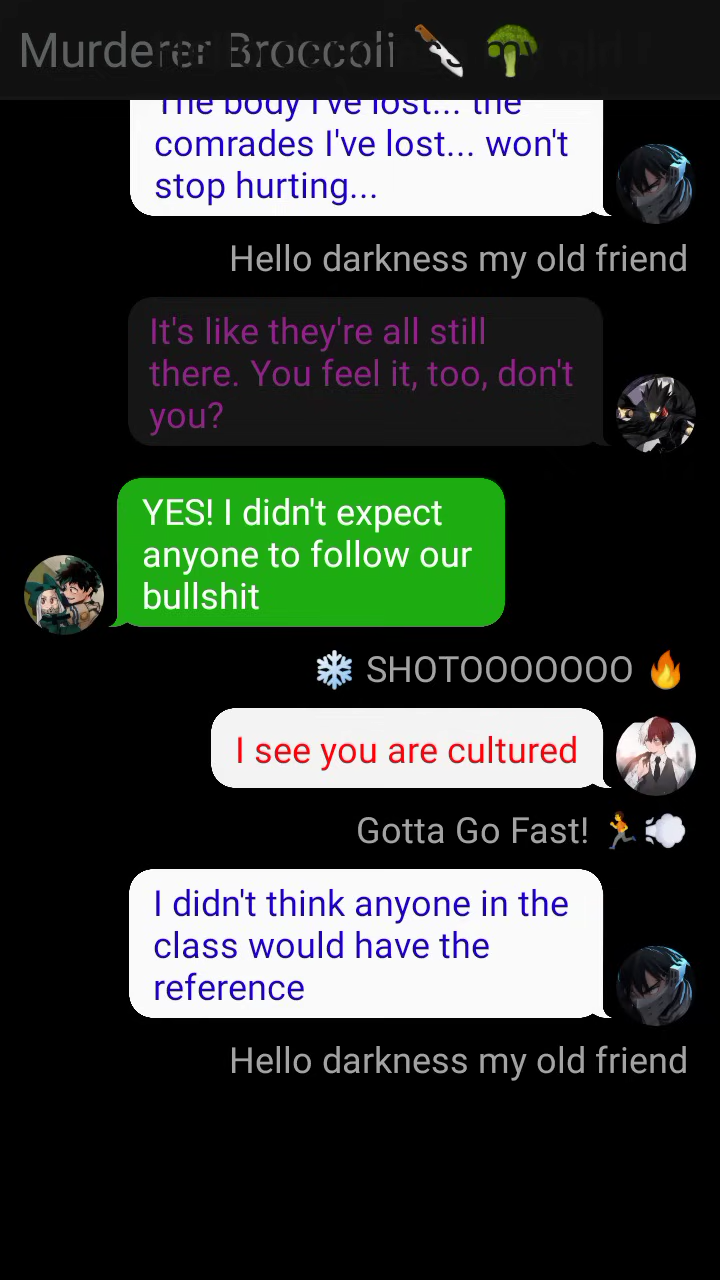 Murderer Broccoli 🔪 🥦
The body I've lost... the
comrades I've lost... won't
stop hurting...
Hello darkness my old friend
It's like they're all still
there. You feel it, too, don't
you?
YES! I didn't expect
anyone to follow our
bullshit
❄️ SHOTOOOOOOO 🔥
I see you are cultured
Gotta Go Fast! 🏃💨
I didn't think anyone in the
class would have the
reference
Hello darkness my old friend